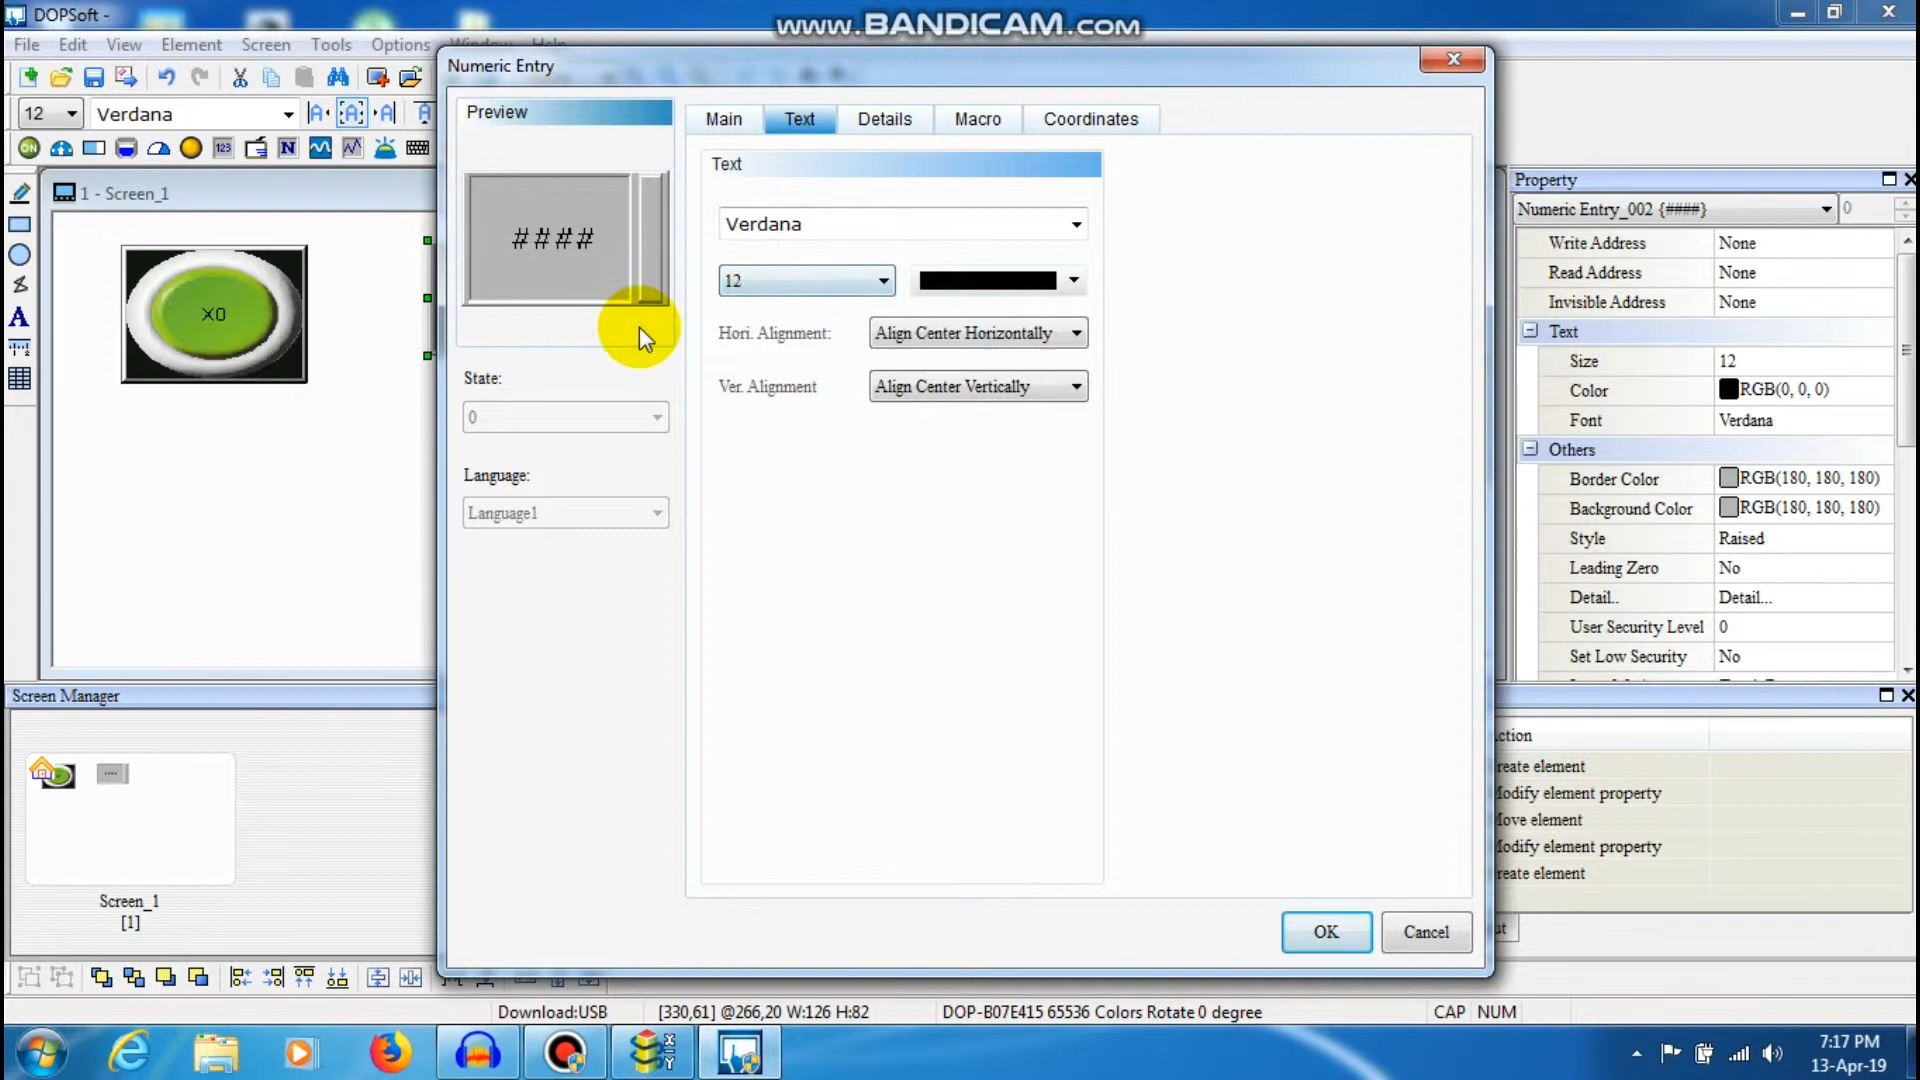 DOPSoft -
www.BANDICAM.com
File Edit View Element Screen Tools Options Window Help
Numeric Entry
12 Verdana
Preview
Main Text Details Macro Coordinates
Text
Verdana
####
12
Hori. Alignment: Align Center Horizontally
Ver. Alignment Align Center Vertically
State:
0
Language:
Language1
OK Cancel
1 - Screen_1
X0
Property
Numeric Entry_002 {####} 0
Write Address None
Read Address None
Invisible Address None
Text
Size 12
Color RGB(0, 0, 0)
Font Verdana
Others
Border Color RGB(180, 180, 180)
Background Color RGB(180, 180, 180)
Style Raised
Leading Zero No
Detail.. Detail...
User Security Level 0
Set Low Security No
Screen Manager
Screen_1
[1]
ction
reate element
Modify element property
Move element
Modify element property
reate element
Download:USB [330,61] @266,20 W:126 H:82 DOP-B07E415 65536 Colors Rotate 0 degree CAP NUM
7:17 PM
13-Apr-19